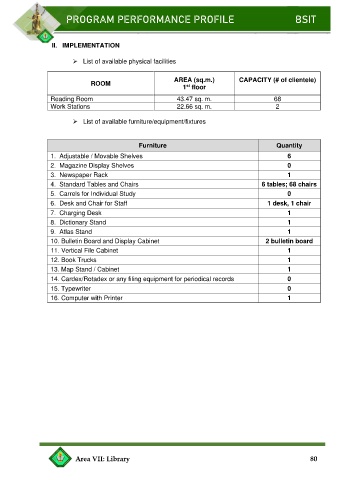 PROGRAM PERFORMANCE PROFILE BSIT
II. IMPLEMENTATION
➢ List of available physical facilities
ROOM AREA (sq.m.) 1st floor CAPACITY (# of clientele)
Reading Room 43.47 sq. m. 68
Work Stations 22.66 sq. m. 2
➢ List of available furniture/equipment/fixtures
Furniture Quantity
1. Adjustable / Movable Shelves 6
2. Magazine Display Shelves 0
3. Newspaper Rack 1
4. Standard Tables and Chairs 6 tables; 68 chairs
5. Carrels for Individual Study 0
6. Desk and Chair for Staff 1 desk, 1 chair
7. Charging Desk 1
8. Dictionary Stand 1
9. Atlas Stand 1
10. Bulletin Board and Display Cabinet 2 bulletin board
11. Vertical File Cabinet 1
12. Book Trucks 1
13. Map Stand / Cabinet 1
14. Cardex/Rotadex or any filing equipment for periodical records 0
15. Typewriter 0
16. Computer with Printer 1
Area VII: Library 80